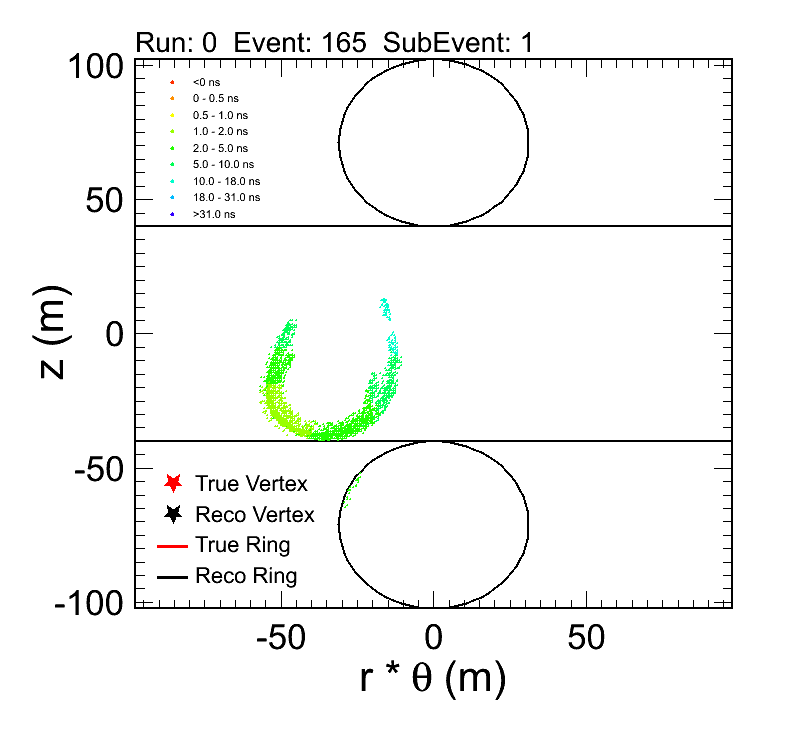 Run: 0  Event: 165  SubEvent: 1
100
50
0
-50
-100
z (m)
<0 ns
0 - 0.5 ns
0.5 - 1.0 ns
1.0 - 2.0 ns
2.0 - 5.0 ns
5.0 - 10.0 ns
10.0 - 18.0 ns
18.0 - 31.0 ns
>31.0 ns
True Vertex
Reco Vertex
True Ring
Reco Ring
-50 0 50
r * θ (m)